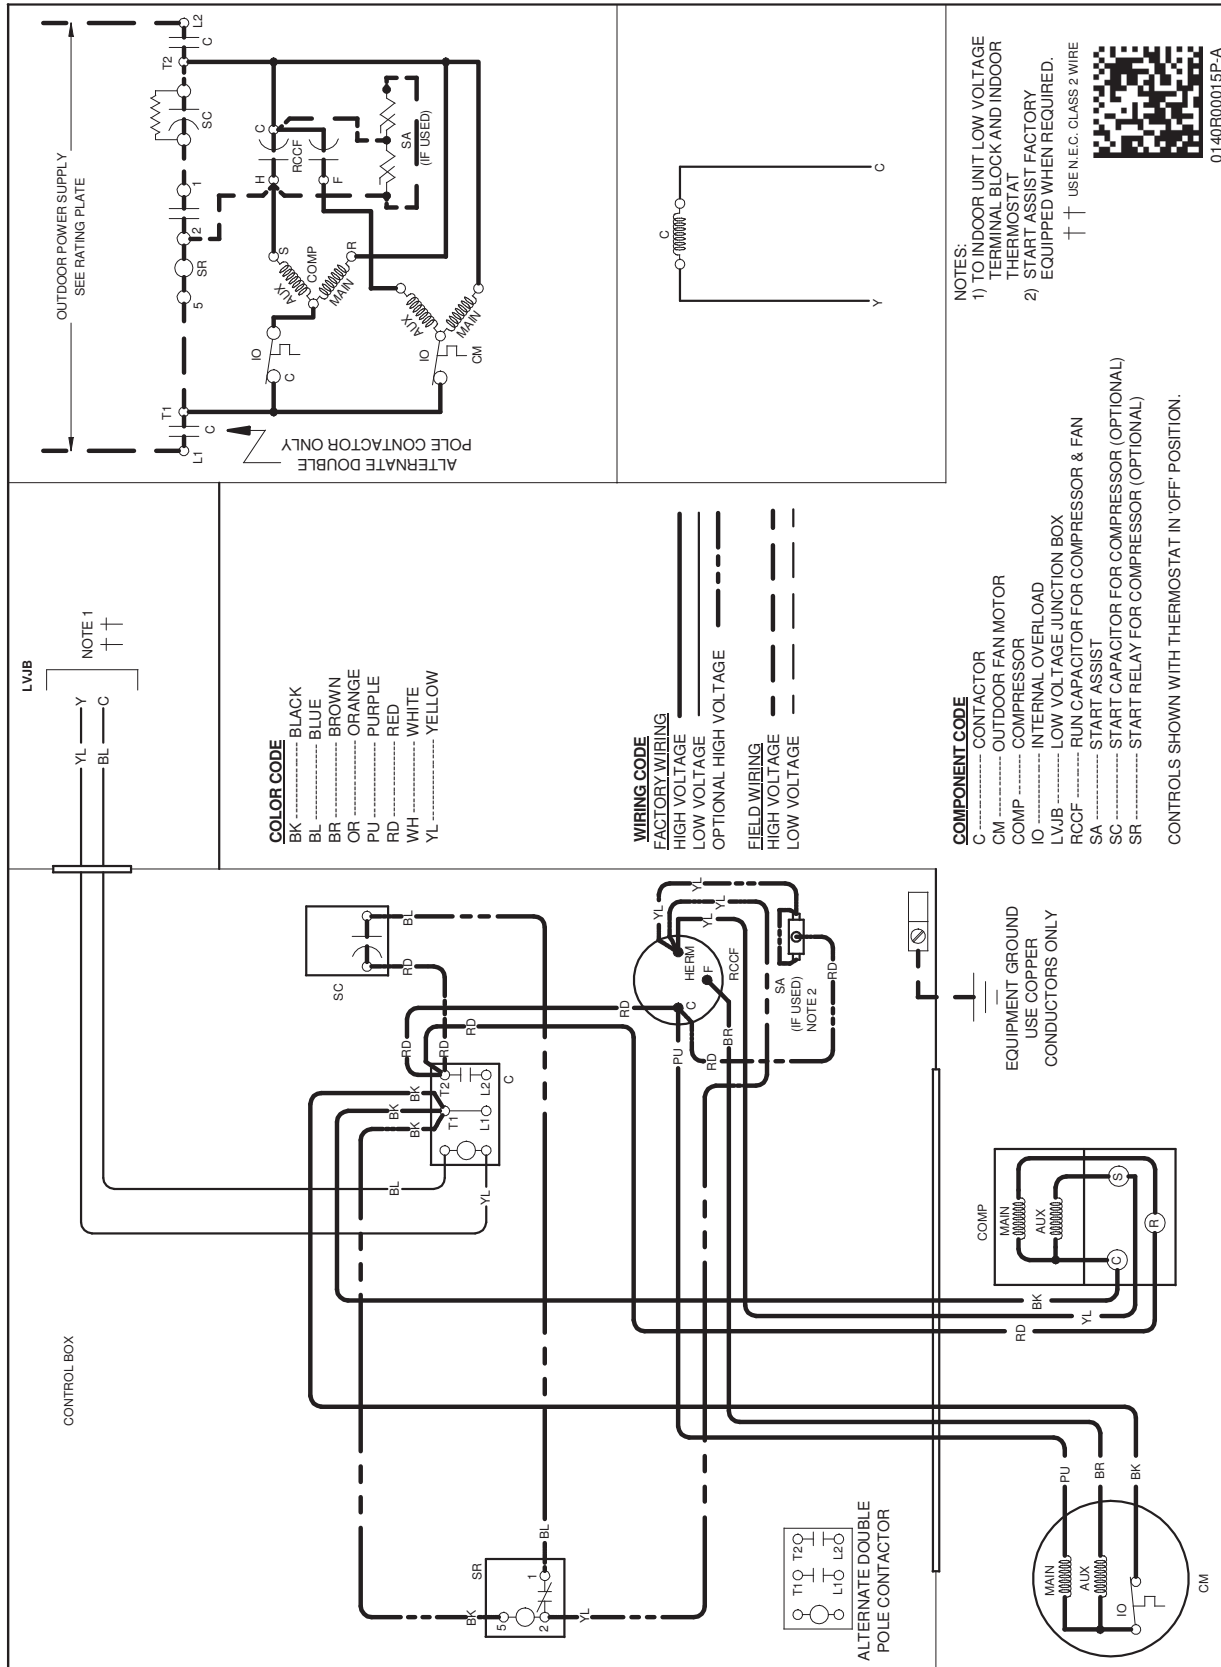 CONTROL BOX
LVJB
YL
Y
BL
C
NOTE 1
SC
RD
BL
BL
YL
BK
BK
BK
RD
RD
RD
RD
T1
T2
L1
L2
C
SR
BK
5
2
1
BL
YL
ALTERNATE DOUBLE
POLE CONTACTOR
T1
T2
L1
L2
PU
RD
BR
C
HERM
F
RCCF
YL
YL
YL
YL
SA
(IF USED)
NOTE 2
RD
RD
PU
BR
BK
MAIN
AUX
IO
CM
BK
YL
RD
COMP
MAIN
AUX
C
S
R
EQUIPMENT GROUND
USE COPPER
CONDUCTORS ONLY
COLOR CODE
BK ---------- BLACK
BL ---------- BLUE
BR ---------- BROWN
OR ---------- ORANGE
PU ---------- PURPLE
RD ---------- RED
WH ---------- WHITE
YL ---------- YELLOW
WIRING CODE
FACTORY WIRING
HIGH VOLTAGE
LOW VOLTAGE
OPTIONAL HIGH VOLTAGE
FIELD WIRING
HIGH VOLTAGE
LOW VOLTAGE
COMPONENT CODE
C ---------- CONTACTOR
CM ---------- OUTDOOR FAN MOTOR
COMP ---------- COMPRESSOR
IO ---------- INTERNAL OVERLOAD
LVJB ---------- LOW VOLTAGE JUNCTION BOX
RCCF ---------- RUN CAPACITOR FOR COMPRESSOR & FAN
SA ---------- START ASSIST
SC ---------- START CAPACITOR FOR COMPRESSOR (OPTIONAL)
SR ---------- START RELAY FOR COMPRESSOR (OPTIONAL)
CONTROLS SHOWN WITH THERMOSTAT IN 'OFF' POSITION.
OUTDOOR POWER SUPPLY
SEE RATING PLATE
L1
C
T1
5
SR
2
1
SC
T2
C
L2
ALTERNATE DOUBLE
POLE CONTACTOR ONLY
C
IO
S
AUX
COMP
MAIN
R
H
C
RCCF
F
SA
(IF USED)
IO
AUX
MAIN
CM
C
Y
C
NOTES:
1) TO INDOOR UNIT LOW VOLTAGE
TERMINAL BLOCK AND INDOOR
THERMOSTAT
2) START ASSIST FACTORY
EQUIPPED WHEN REQUIRED.
†† USE N.E.C. CLASS 2 WIRE
0140R00015P-A